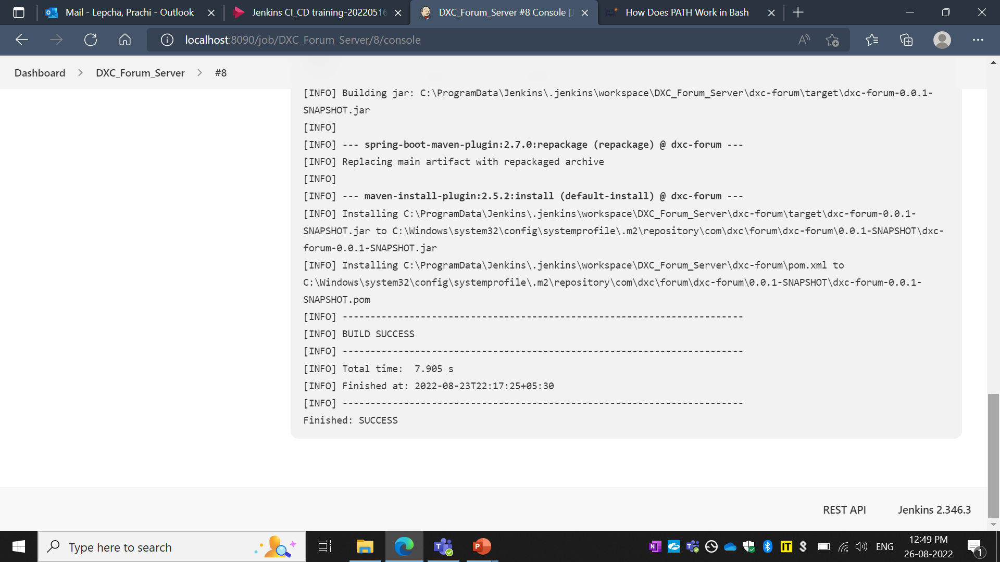 Mail - Lepcha, Prachi - Outlook
Jenkins CI_CD training-20220516
DXC_Forum_Server #8 Console [J
How Does PATH Work in Bash
localhost:8090/job/DXC_Forum_Server/8/console
Dashboard > DXC_Forum_Server > #8
[INFO] Building jar: C:\ProgramData\Jenkins\.jenkins\workspace\DXC_Forum_Server\dxc-forum\target\dxc-forum-0.0.1-
SNAPSHOT.jar
[INFO]
[INFO] --- spring-boot-maven-plugin:2.7.0:repackage (repackage) @ dxc-forum ---
[INFO] Replacing main artifact with repackaged archive
[INFO]
[INFO] --- maven-install-plugin:2.5.2:install (default-install) @ dxc-forum ---
[INFO] Installing C:\ProgramData\Jenkins\.jenkins\workspace\DXC_Forum_Server\dxc-forum\target\dxc-forum-0.0.1-
SNAPSHOT.jar to C:\Windows\system32\config\systemprofile\.m2\repository\com\dxc\forum\dxc-forum\0.0.1-SNAPSHOT\dxc-
forum-0.0.1-SNAPSHOT.jar
[INFO] Installing C:\ProgramData\Jenkins\.jenkins\workspace\DXC_Forum_Server\dxc-forum\pom.xml to
C:\Windows\system32\config\systemprofile\.m2\repository\com\dxc\forum\dxc-forum\0.0.1-SNAPSHOT\dxc-forum-0.0.1-
SNAPSHOT.pom
[INFO] ------------------------------------------------------------------------
[INFO] BUILD SUCCESS
[INFO] ------------------------------------------------------------------------
[INFO] Total time:  7.905 s
[INFO] Finished at: 2022-08-23T22:17:25+05:30
[INFO] ------------------------------------------------------------------------
Finished: SUCCESS
REST API
Jenkins 2.346.3
Type here to search
ENG
12:49 PM
26-08-2022
1